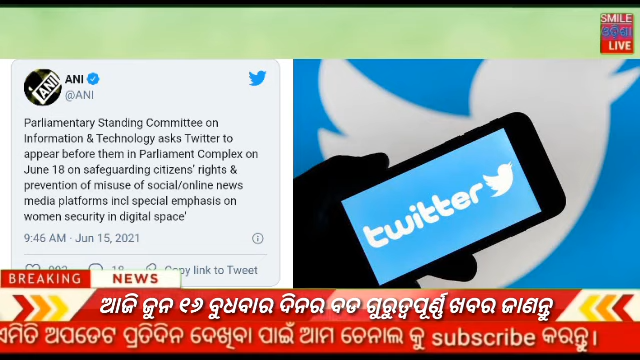 SMILE
ଓଡ଼ିଶା
LIVE
ANI
ANI
@ANI
Parliamentary Standing Committee on
Information & Technology asks Twitter to
appear before them in Parliament Complex on
June 18 on safeguarding citizens' rights &
prevention of misuse of social/online news
media platforms incl special emphasis on
women security in digital space'
9:46 AM · Jun 15, 2021
18 Copy link to Tweet
twitter
BREAKING NEWS
ଆଜି ଜୁନ ୧୬ ବୁଧବାର ଦିନର ବଡ ଗୁରୁତ୍ୱପୂର୍ଣ୍ଣ ଖବର ଜାଣନ୍ତୁ
ଏମିତି ଅପଡେଟ ପ୍ରତିଦିନ ଦେଖିବା ପାଇଁ ଆମ ଚେନାଲ କୁ subscribe କରନ୍ତୁ।